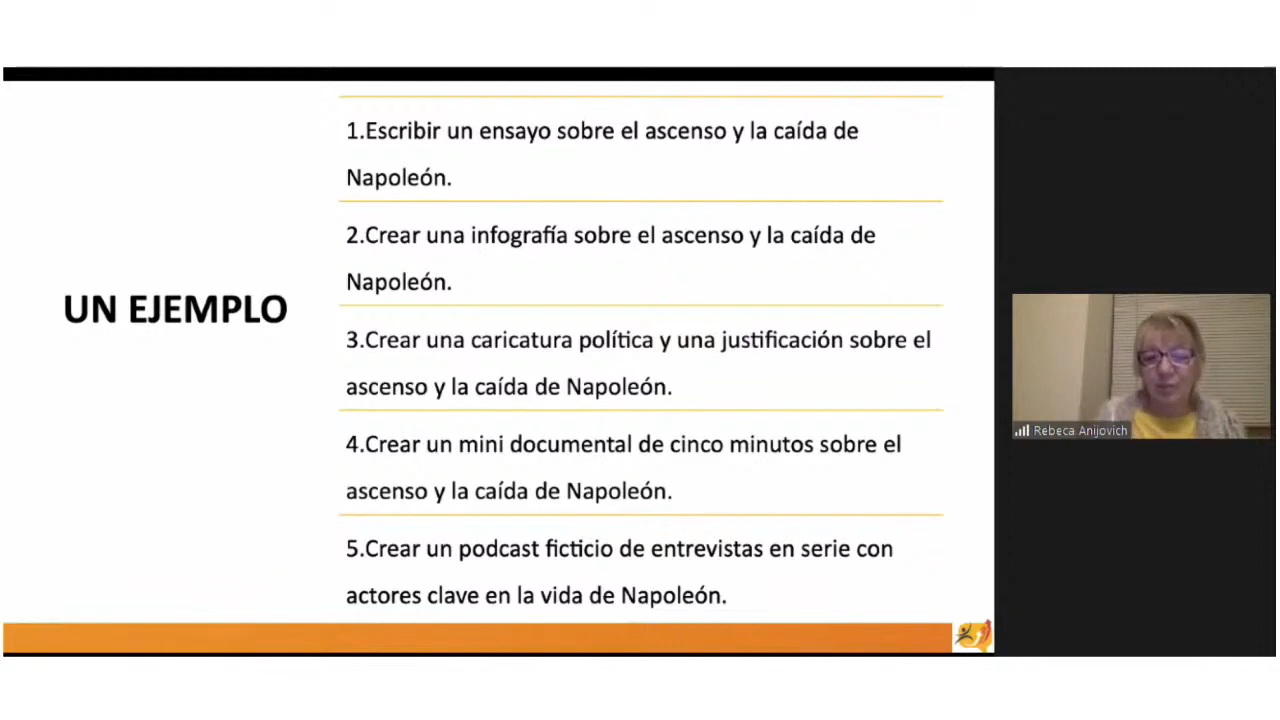 UN EJEMPLO
1.Escribir un ensayo sobre el ascenso y la caída de
Napoleón.
2.Crear una infografía sobre el ascenso y la caída de
Napoleón.
3.Crear una caricatura política y una justificación sobre el
ascenso y la caída de Napoleón.
4.Crear un mini documental de cinco minutos sobre el
ascenso y la caída de Napoleón.
5.Crear un podcast ficticio de entrevistas en serie con
actores clave en la vida de Napoleón.
Rebeca Anijovich